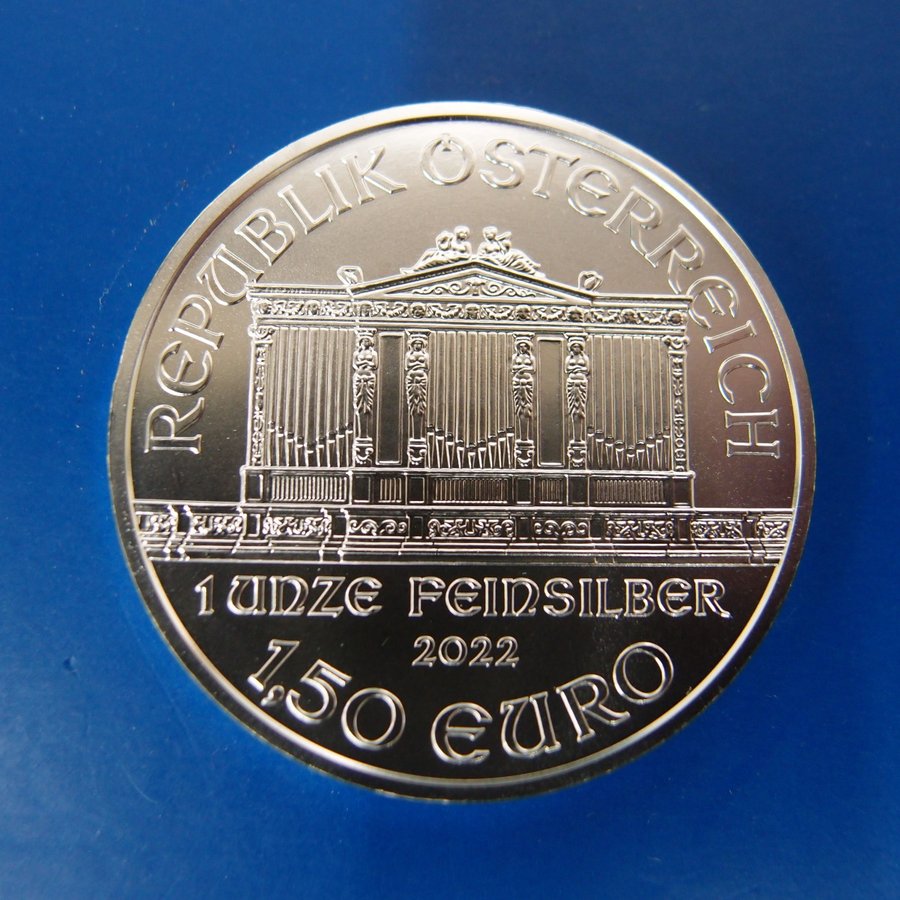 REPUBLIK ÖSTERREICH
1 UNZE FEINSILBER
2022
1,50 EURO